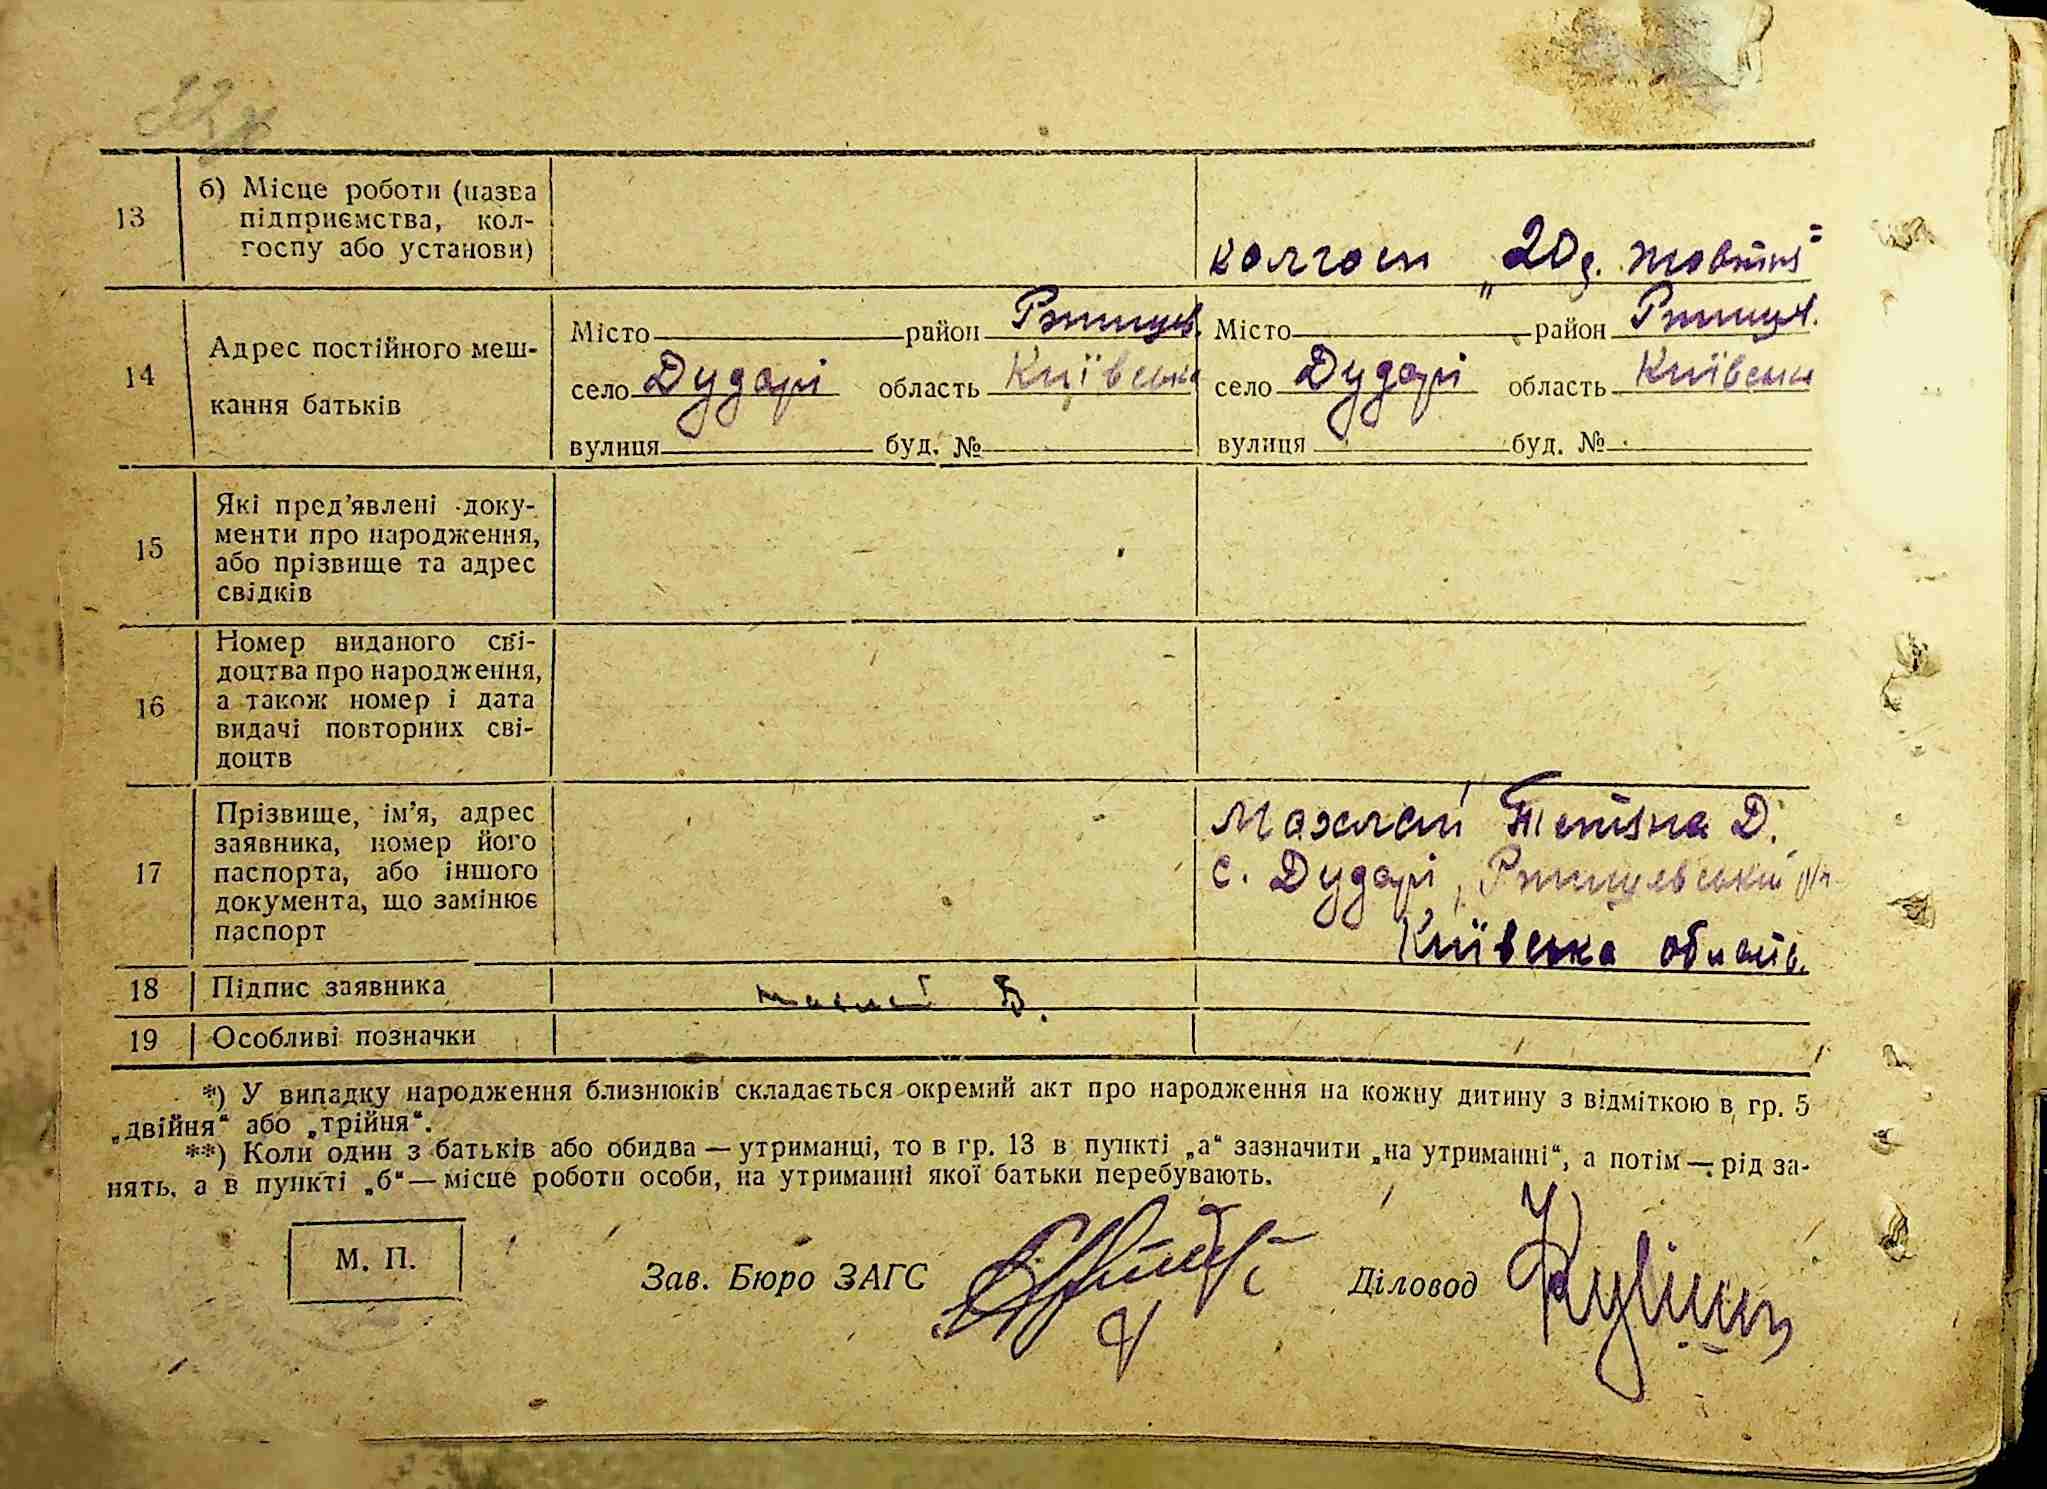 13
б) Місце роботи (назва
підприємства, кол-
госпу або установи)
колгосп „20 р. Жовтня“
14
Адрес постійного меш-
кання батьків
Місто район Ржищев. Місто район Ржищ.
село Дударі область Київська село Дударі область Київська
вулиця буд. № вулиця буд. №
15
Які пред’явлені доку-
менти про народження,
або прізвище та адрес
свідків
16
Номер виданого сві-
доцтва про народження,
а також номер і дата
видачі повторних сві-
доцтв
17
Прізвище, ім’я, адрес
заявника, номер його
паспорта, або іншого
документа, що замінює
паспорт
Махлай Тетяна Д.
с. Дударі, Ржищевський р/н
Київська область.
18 Підпис заявника
19 Особливі позначки
*) У випадку народження близнюків складається окремий акт про народження на кожну дитину з відміткою в гр. 5
„двійня“ або „трійня“.
**) Коли один з батьків або обидва — утриманці, то в гр. 13 в пункті „а“ зазначити „на утриманні“, а потім — рід за-
нять, а в пункті „б“ — місце роботи особи, на утриманні якої батьки перебувають.
М. П.
Зав. Бюро ЗАГС Діловод